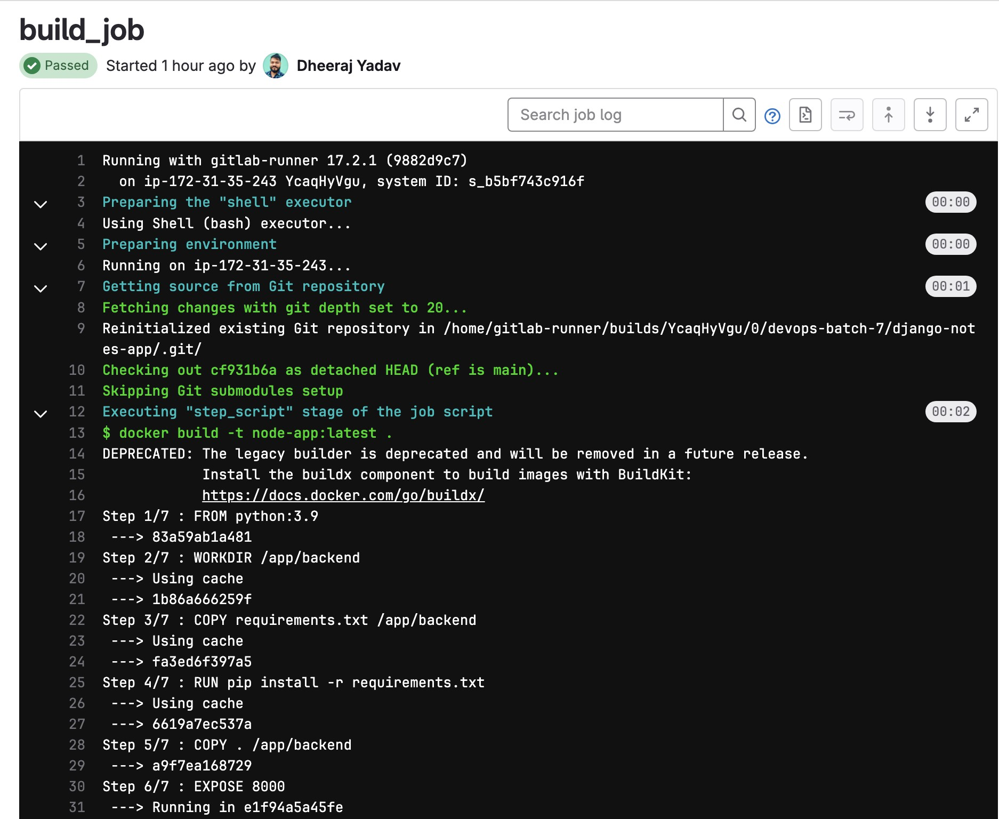 build_job
Passed Started 1 hour ago by Dheeraj Yadav
Search job log
1 Running with gitlab-runner 17.2.1 (9882d9c7)
2 on ip-172-31-35-243 YcaqHyVgu, system ID: s_b5bf743c916f
3 Preparing the "shell" executor 00:00
4 Using Shell (bash) executor...
5 Preparing environment 00:00
6 Running on ip-172-31-35-243...
7 Getting source from Git repository 00:01
8 Fetching changes with git depth set to 20...
9 Reinitialized existing Git repository in /home/gitlab-runner/builds/YcaqHyVgu/0/devops-batch-7/django-not
es-app/.git/
10 Checking out cf931b6a as detached HEAD (ref is main)...
11 Skipping Git submodules setup
12 Executing "step_script" stage of the job script 00:02
13 $ docker build -t node-app:latest .
14 DEPRECATED: The legacy builder is deprecated and will be removed in a future release.
15 Install the buildx component to build images with BuildKit:
16 https://docs.docker.com/go/buildx/
17 Step 1/7 : FROM python:3.9
18 ---> 83a59ab1a481
19 Step 2/7 : WORKDIR /app/backend
20 ---> Using cache
21 ---> 1b86a666259f
22 Step 3/7 : COPY requirements.txt /app/backend
23 ---> Using cache
24 ---> fa3ed6f397a5
25 Step 4/7 : RUN pip install -r requirements.txt
26 ---> Using cache
27 ---> 6619a7ec537a
28 Step 5/7 : COPY . /app/backend
29 ---> a9f7ea168729
30 Step 6/7 : EXPOSE 8000
31 ---> Running in e1f94a5a45fe